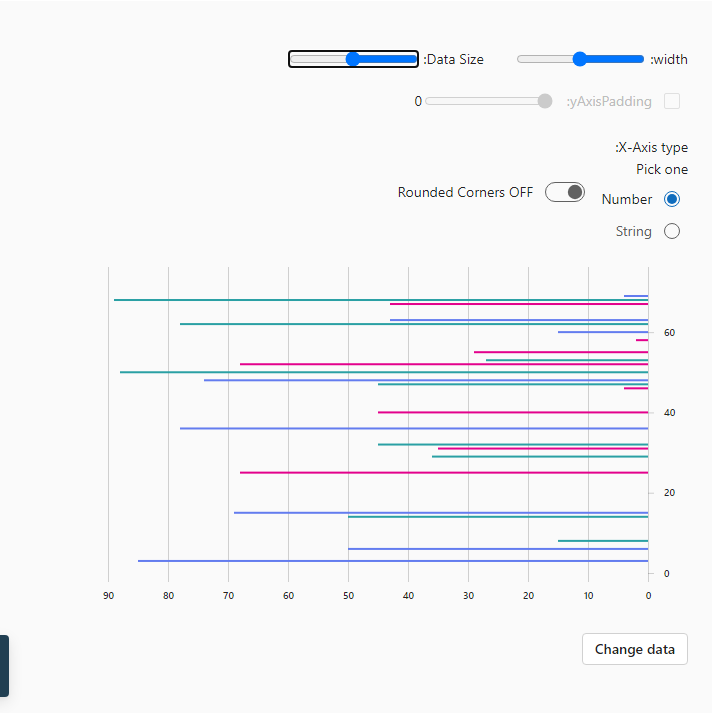 :width
:Data Size
:yAxisPadding
0
:X-Axis type
Pick one
Number
Rounded Corners OFF
String
60
40
20
0
90 80 70 60 50 40 30 20 10 0
Change data